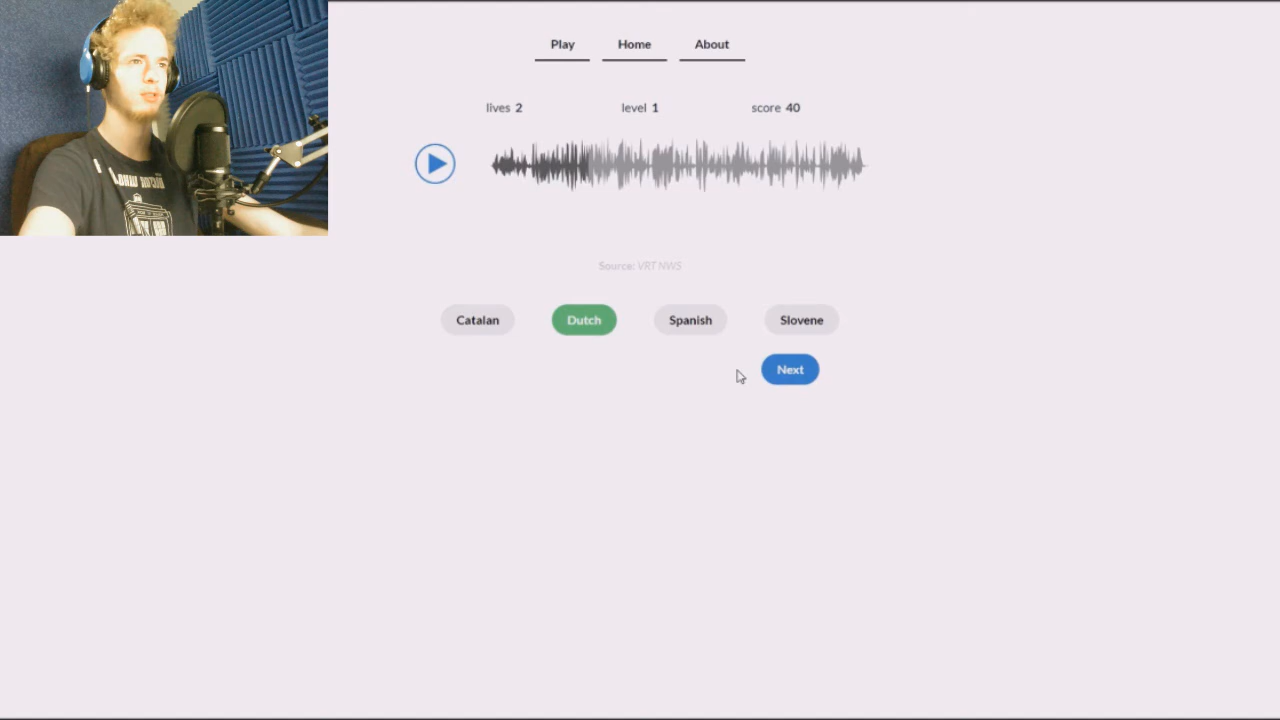 Play Home About
lives 2 level 1 score 40
Source: VRT NWS
Catalan Dutch Spanish Slovene
Next